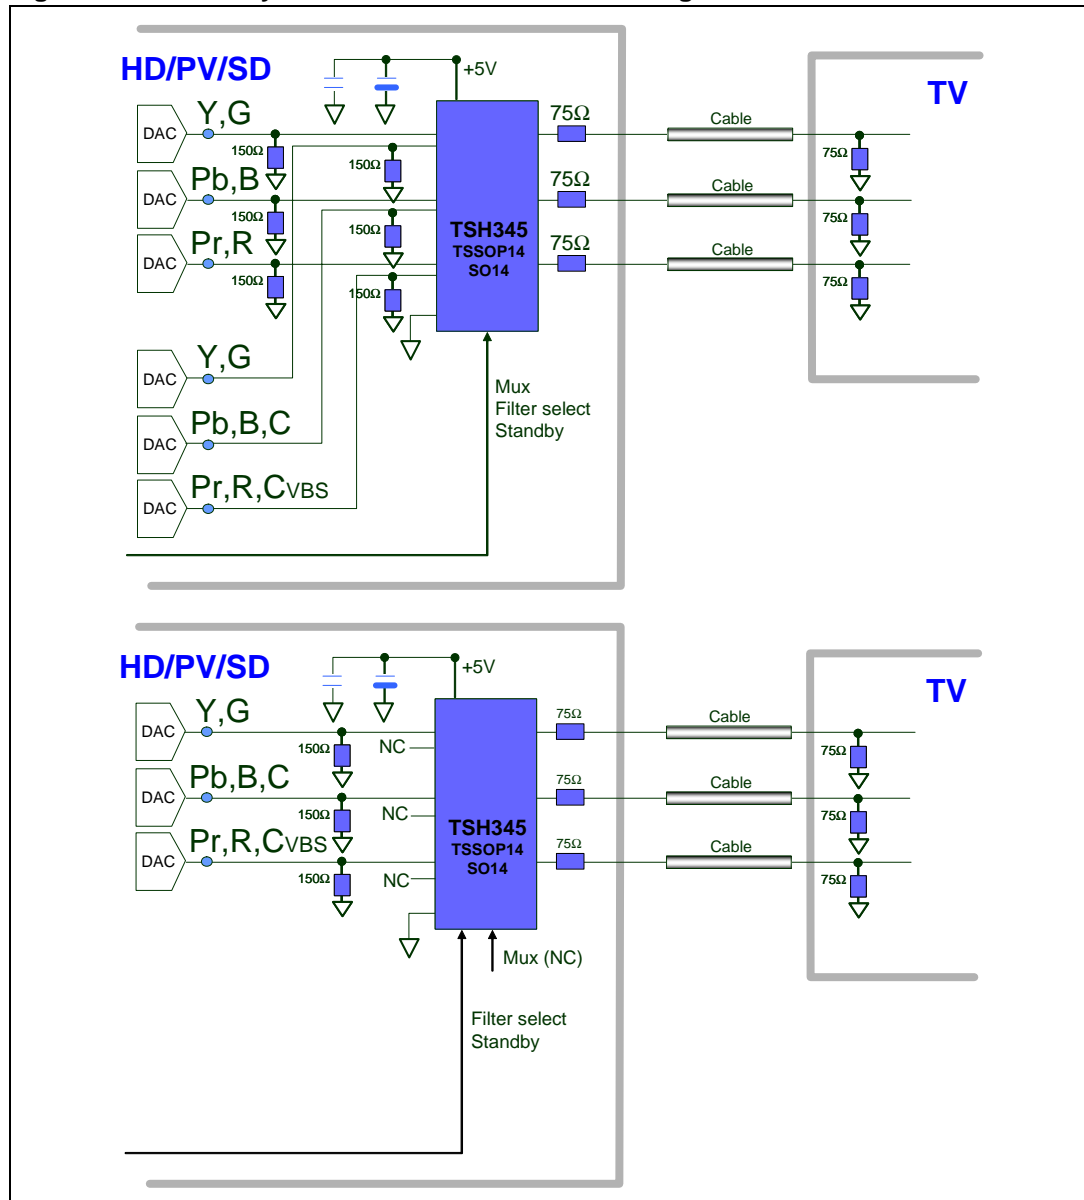 HD/PV/SD
+5V
TV
DAC
Y,G
150Ω
150Ω
75Ω
Cable
75Ω
DAC
Pb,B
150Ω
150Ω
75Ω
Cable
75Ω
DAC
Pr,R
150Ω
150Ω
75Ω
Cable
75Ω
TSH345
TSSOP14
SO14
DAC
Y,G
DAC
Pb,B,C
DAC
Pr,R,CVBS
Mux
Filter select
Standby
HD/PV/SD
+5V
TV
DAC
Y,G
150Ω
NC
75Ω
Cable
75Ω
DAC
Pb,B,C
150Ω
NC
75Ω
Cable
75Ω
DAC
Pr,R,CVBS
150Ω
NC
75Ω
Cable
75Ω
TSH345
TSSOP14
SO14
Mux (NC)
Filter select
Standby